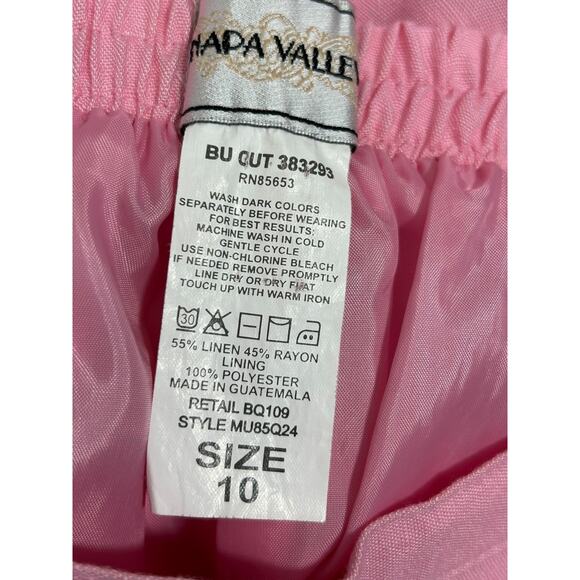 NAPA VALLEY
BU CUT 383293
RN85653
WASH DARK COLORS
SEPARATELY BEFORE WEARING
FOR BEST RESULTS:
MACHINE WASH IN COLD
GENTLE CYCLE
USE NON-CHLORINE BLEACH
IF NEEDED REMOVE PROMPTLY
LINE DRY OR DRY FLAT
TOUCH UP WITH WARM IRON
30
55% LINEN 45% RAYON
LINING
100% POLYESTER
MADE IN GUATEMALA
RETAIL BQ109
STYLE MU85Q24
SIZE
10